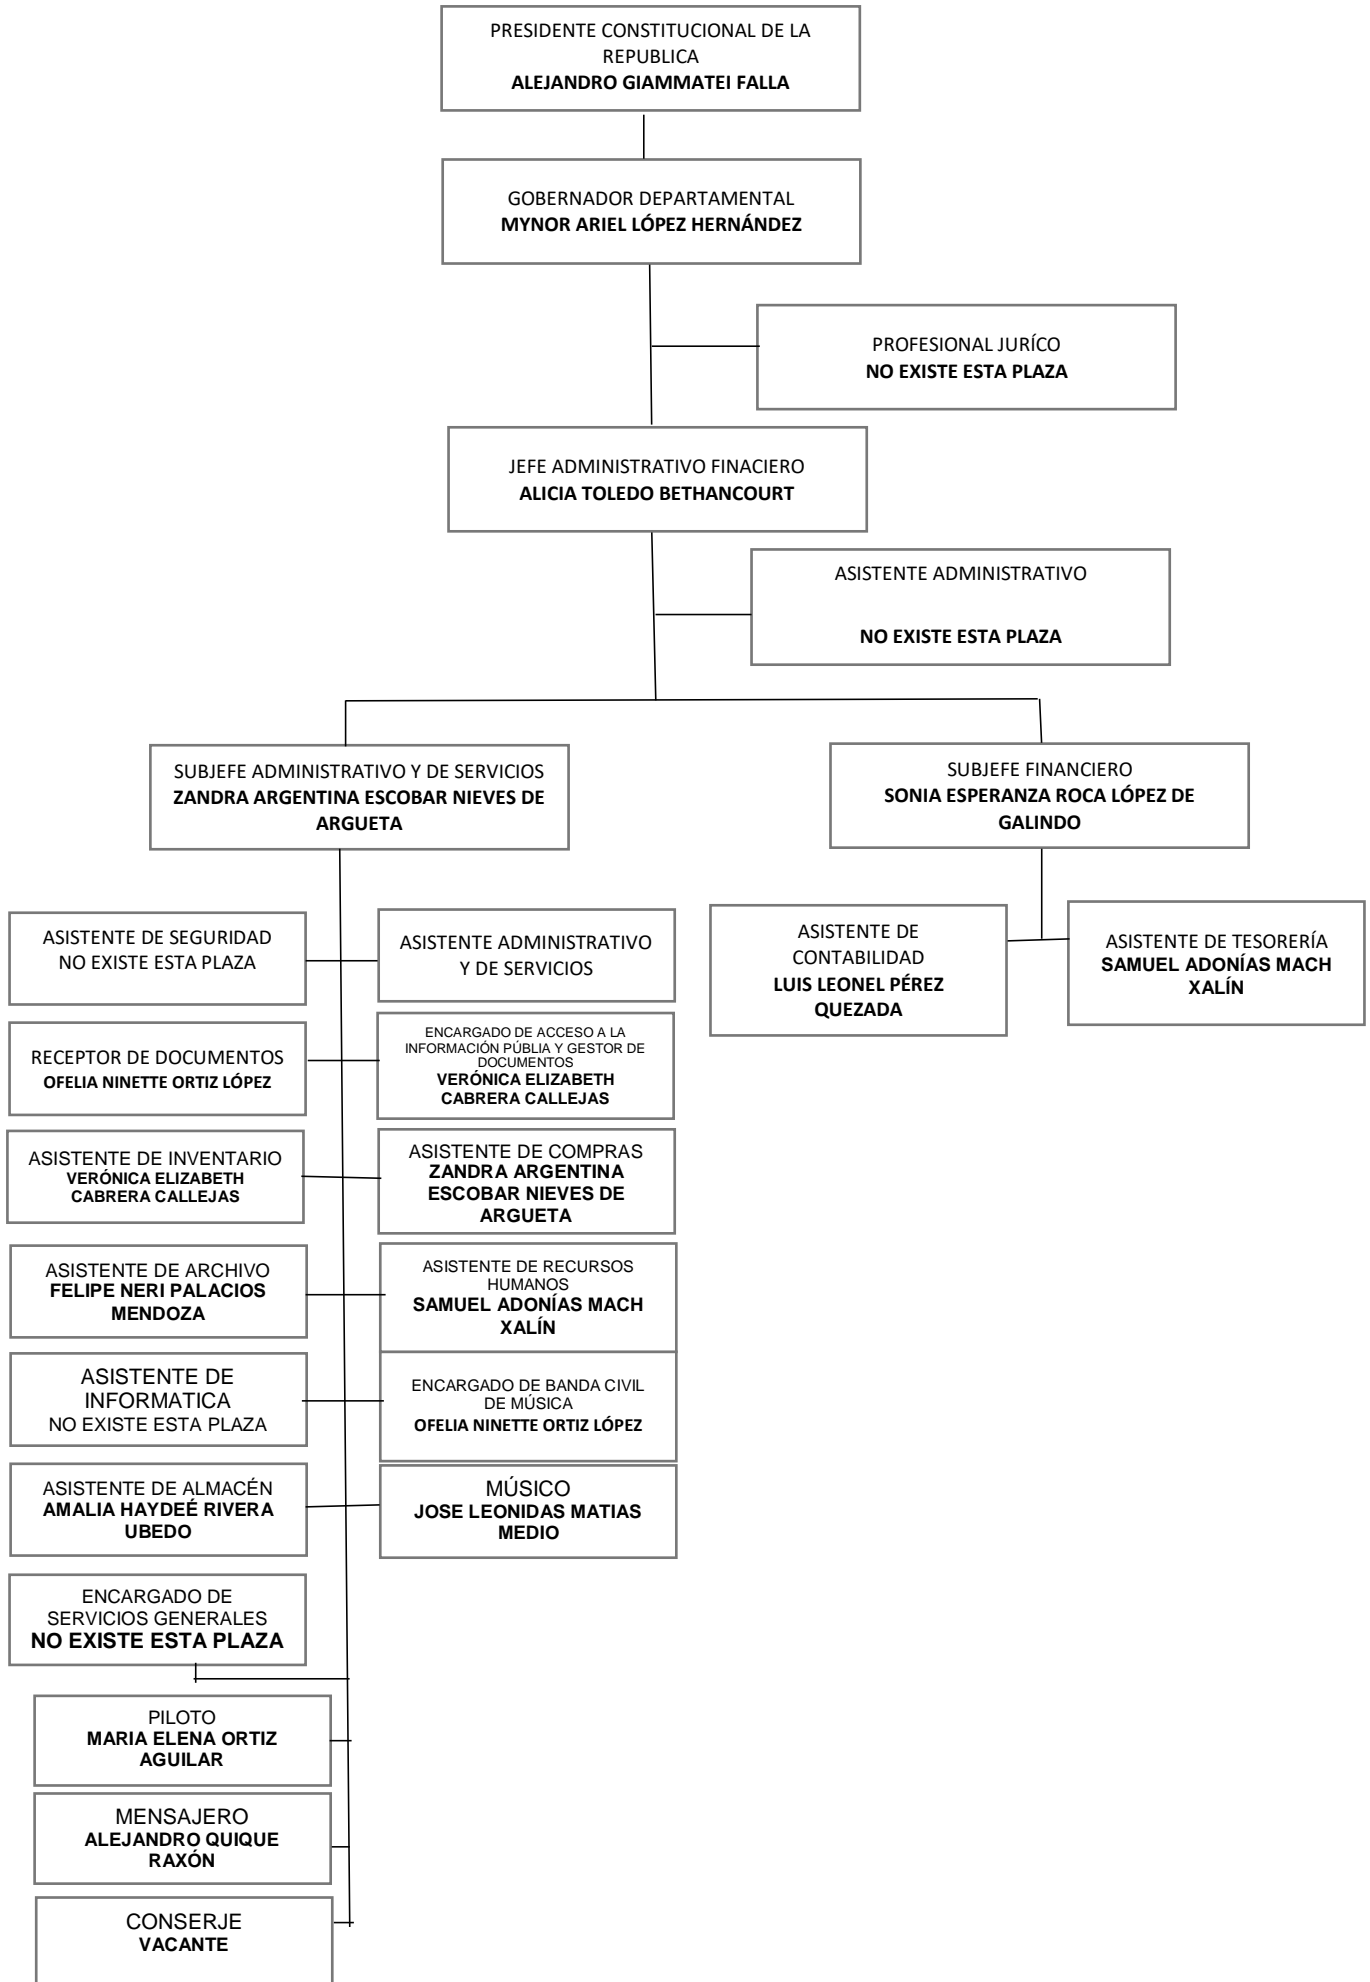 PRESIDENTE CONSTITUCIONAL DE LA
REPUBLICA
ALEJANDRO GIAMMATEI FALLA
GOBERNADOR DEPARTAMENTAL
MYNOR ARIEL LÓPEZ HERNÁNDEZ
PROFESIONAL JURÍCO
NO EXISTE ESTA PLAZA
JEFE ADMINISTRATIVO FINACIERO
ALICIA TOLEDO BETHANCOURT
ASISTENTE ADMINISTRATIVO
NO EXISTE ESTA PLAZA
SUBJEFE ADMINISTRATIVO Y DE SERVICIOS
ZANDRA ARGENTINA ESCOBAR NIEVES DE
ARGUETA
SUBJEFE FINANCIERO
SONIA ESPERANZA ROCA LÓPEZ DE
GALINDO
ASISTENTE DE SEGURIDAD
NO EXISTE ESTA PLAZA
ASISTENTE ADMINISTRATIVO
Y DE SERVICIOS
ASISTENTE DE
CONTABILIDAD
LUIS LEONEL PÉREZ
QUEZADA
ASISTENTE DE TESORERÍA
SAMUEL ADONÍAS MACH
XALÍN
RECEPTOR DE DOCUMENTOS
OFELIA NINETTE ORTIZ LÓPEZ
ENCARGADO DE ACCESO A LA
INFORMACIÓN PÚBLIA Y GESTOR DE
DOCUMENTOS
VERÓNICA ELIZABETH
CABRERA CALLEJAS
ASISTENTE DE INVENTARIO
VERÓNICA ELIZABETH
CABRERA CALLEJAS
ASISTENTE DE COMPRAS
ZANDRA ARGENTINA
ESCOBAR NIEVES DE
ARGUETA
ASISTENTE DE ARCHIVO
FELIPE NERI PALACIOS
MENDOZA
ASISTENTE DE RECURSOS
HUMANOS
SAMUEL ADONÍAS MACH
XALÍN
ASISTENTE DE
INFORMATICA
NO EXISTE ESTA PLAZA
ENCARGADO DE BANDA CIVIL
DE MÚSICA
OFELIA NINETTE ORTIZ LÓPEZ
ASISTENTE DE ALMACÉN
AMALIA HAYDEÉ RIVERA
UBEDO
MÚSICO
JOSE LEONIDAS MATIAS
MEDIO
ENCARGADO DE
SERVICIOS GENERALES
NO EXISTE ESTA PLAZA
PILOTO
MARIA ELENA ORTIZ
AGUILAR
MENSAJERO
ALEJANDRO QUIQUE
RAXÓN
CONSERJE
VACANTE